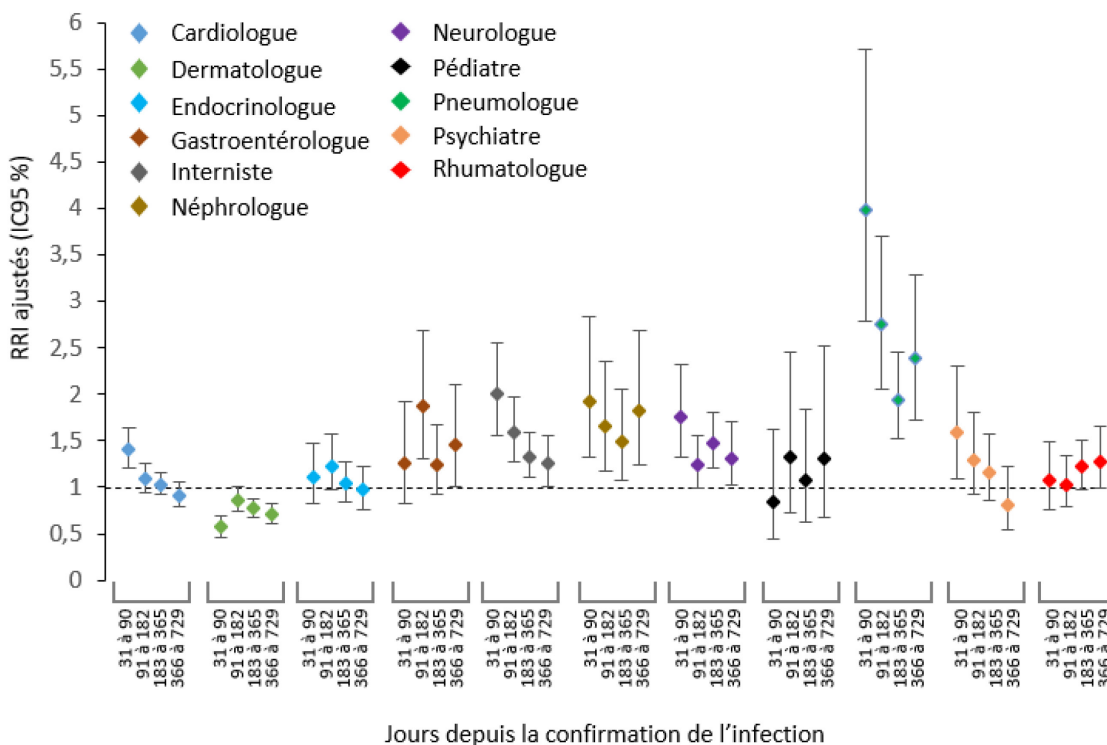 RRI ajustés (IC95 %)
6
5,5
5
4,5
4
3,5
3
2,5
2
1,5
1
0,5
0
Cardiologue
Dermatologue
Endocrinologue
Gastroentérologue
Interniste
Néphrologue
Neurologue
Pédiatre
Pneumologue
Psychiatre
Rhumatologue
31 à 90
91 à 182
183 à 365
366 à 729
31 à 90
91 à 182
183 à 365
366 à 729
31 à 90
91 à 182
183 à 365
366 à 729
31 à 90
91 à 182
183 à 365
366 à 729
31 à 90
91 à 182
183 à 365
366 à 729
31 à 90
91 à 182
183 à 365
366 à 729
31 à 90
91 à 182
183 à 365
366 à 729
31 à 90
91 à 182
183 à 365
366 à 729
31 à 90
91 à 182
183 à 365
366 à 729
31 à 90
91 à 182
183 à 365
366 à 729
31 à 90
91 à 182
183 à 365
366 à 729
Jours depuis la confirmation de l’infection